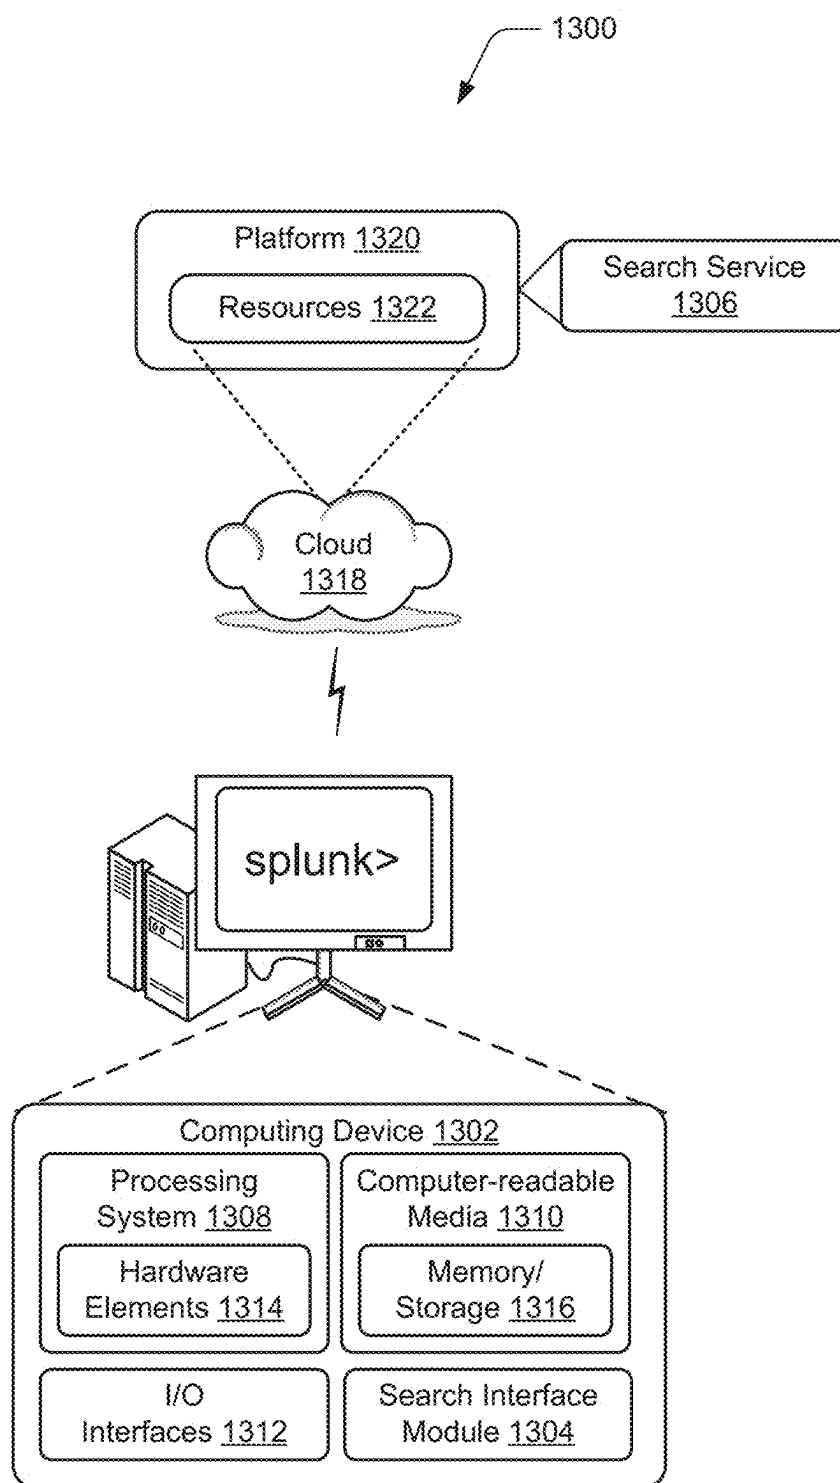 1300
Platform 1320
Resources 1322
Search Service
1306
Cloud
1318
splunk>
Computing Device 1302
Processing
System 1308
Hardware
Elements 1314
Computer-readable
Media 1310
Memory/
Storage 1316
I/O
Interfaces 1312
Search Interface
Module 1304